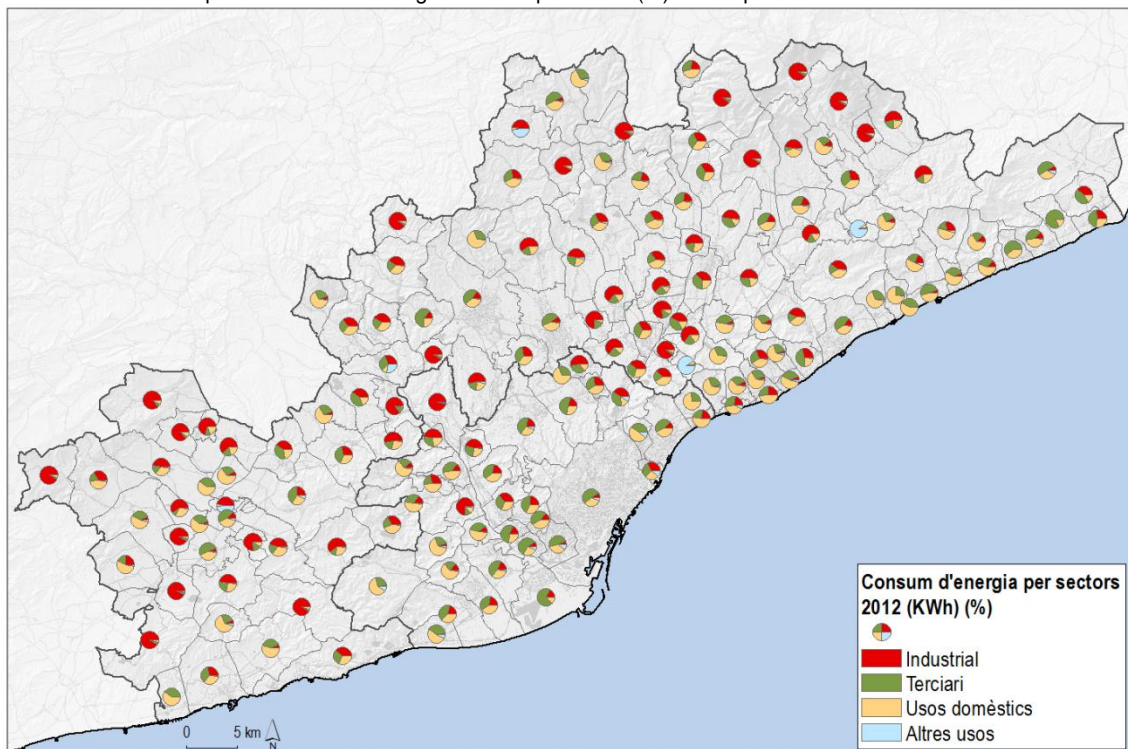 Consum d'energia per sectors
2012 (KWh) (%)
Industrial
Terciari
Usos domèstics
Altres usos
0 5 km
N